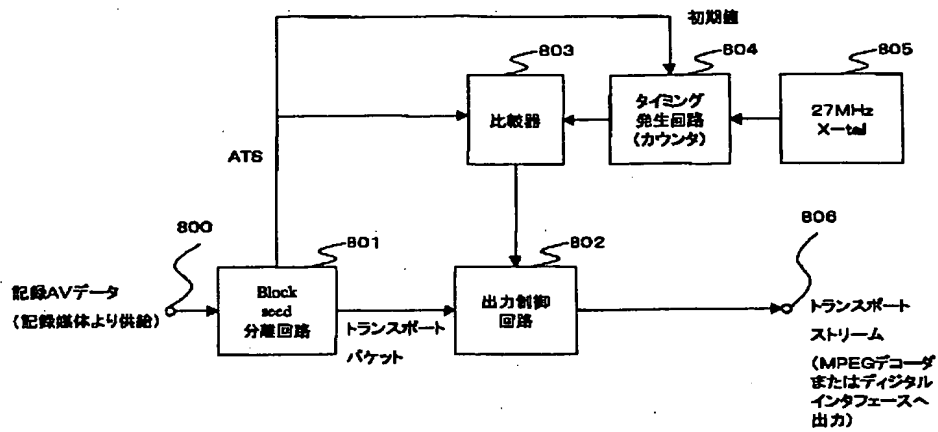 初期値
803
804
805
比較器
タイミング
発生回路
(カウンタ)
27MHz
X-tal
ATS
800
801
802
806
記録AVデータ
(記録媒体より供給)
Block
seed
分離回路
トランスポート
パケット
出力制御
回路
トランスポート
ストリーム
(MPEGデコーダ
またはディジタル
インタフェースへ
出力)